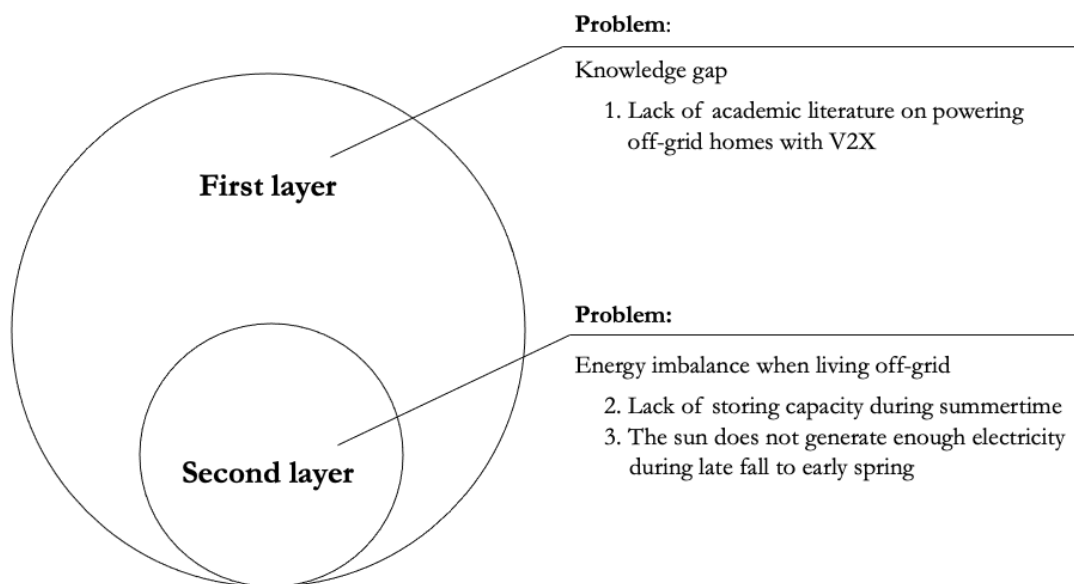 Problem:
Knowledge gap
1. Lack of academic literature on powering
off-grid homes with V2X
First layer
Problem:
Energy imbalance when living off-grid
2. Lack of storing capacity during summertime
3. The sun does not generate enough electricity
during late fall to early spring
Second layer